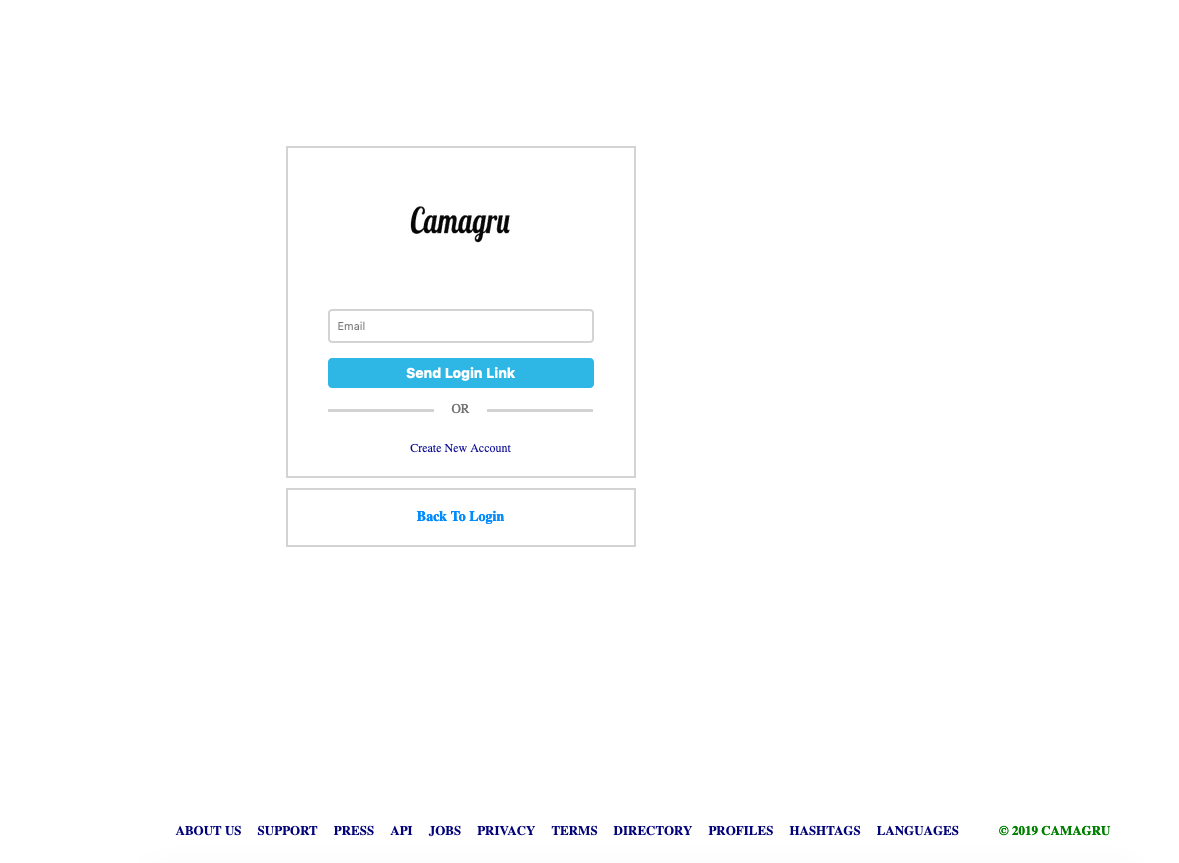 Camagru
Email
Send Login Link
OR
Create New Account
Back To Login
ABOUT US SUPPORT PRESS API JOBS PRIVACY TERMS DIRECTORY PROFILES HASHTAGS LANGUAGES © 2019 CAMAGRU